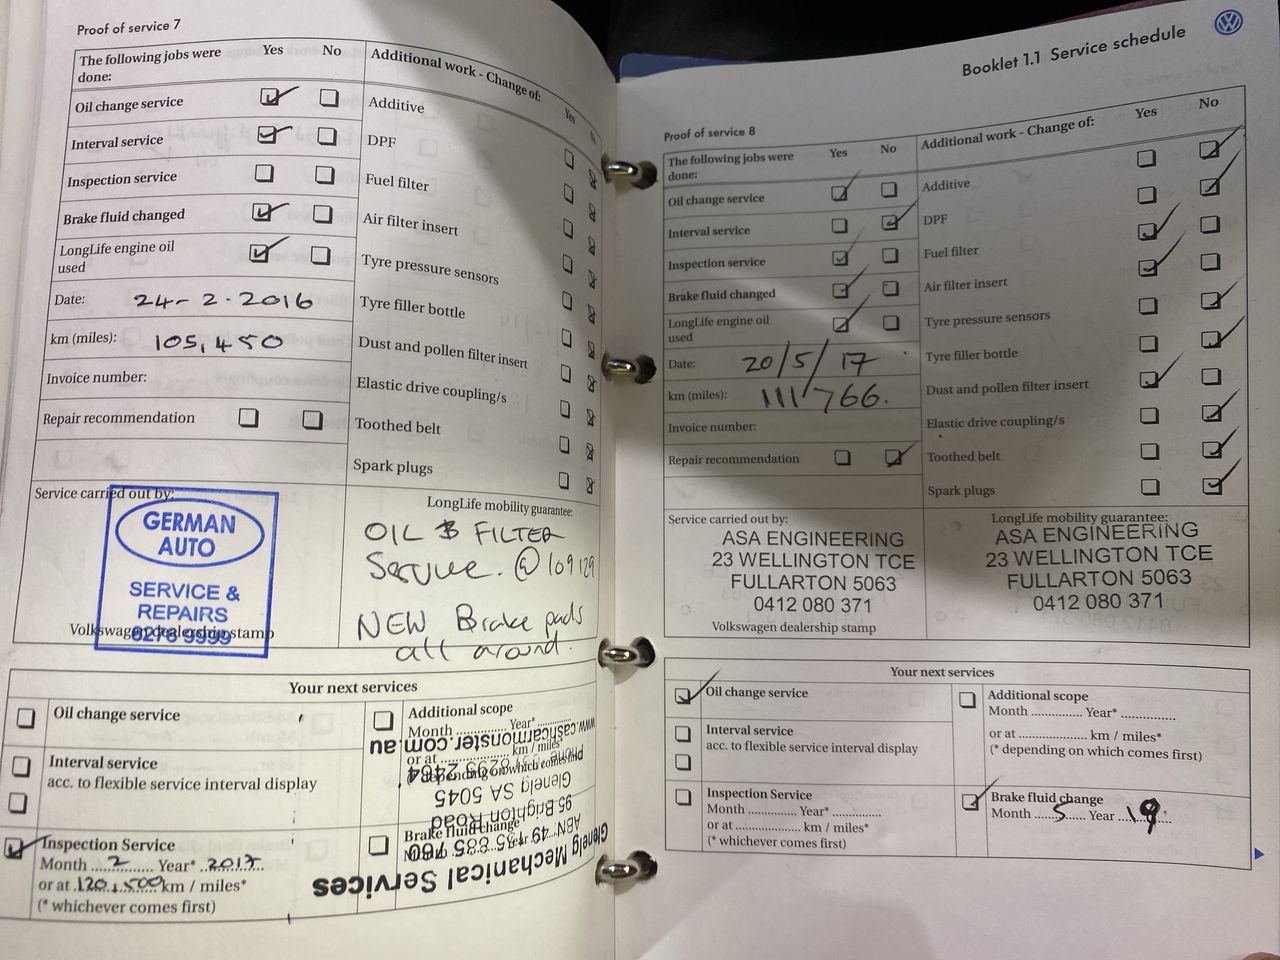 Proof of service 7
The following jobs were done:
Yes No
Oil change service
Interval service
Inspection service
Brake fluid changed
LongLife engine oil used
Date: 24-2.2016
km (miles): 105,450
Invoice number:
Repair recommendation
Additional work - Change of:
Yes No
Additive
DPF
Fuel filter
Air filter insert
Tyre pressure sensors
Tyre filler bottle
Dust and pollen filter insert
Elastic drive coupling/s
Toothed belt
Spark plugs
Service carried out by:
GERMAN
AUTO
SERVICE &
REPAIRS
Volkswagen dealership stamp
LongLife mobility guarantee:
OIL & FILTER
Service. @ 109129
NEW Brake pads
all around.
Your next services
Oil change service
Interval service
acc. to flexible service interval display
Inspection Service
Month 2 Year* 2017
or at 120,500 km / miles*
(* whichever comes first)
Additional scope
Month Year*
or at km / miles*
Brake fluid change
Glenelg Mechanical Services
95 Brighton Road
Glenelg SA 5045
www.cashcarmonster.com.au
Booklet 1.1 Service schedule
Proof of service 8
The following jobs were done:
Yes No
Oil change service
Interval service
Inspection service
Brake fluid changed
LongLife engine oil used
Date: 20/5/17
km (miles): 111/766.
Invoice number:
Repair recommendation
Additional work - Change of:
Yes No
Additive
DPF
Fuel filter
Air filter insert
Tyre pressure sensors
Tyre filler bottle
Dust and pollen filter insert
Elastic drive coupling/s
Toothed belt
Spark plugs
Service carried out by:
ASA ENGINEERING
23 WELLINGTON TCE
FULLARTON 5063
0412 080 371
Volkswagen dealership stamp
LongLife mobility guarantee:
ASA ENGINEERING
23 WELLINGTON TCE
FULLARTON 5063
0412 080 371
Your next services
Oil change service
Interval service
acc. to flexible service interval display
Inspection Service
Month ............ Year* ............
or at ............ km / miles*
(* whichever comes first)
Additional scope
Month ............ Year* ............
or at ............ km / miles*
(* depending on which comes first)
Brake fluid change
Month 5 Year 19